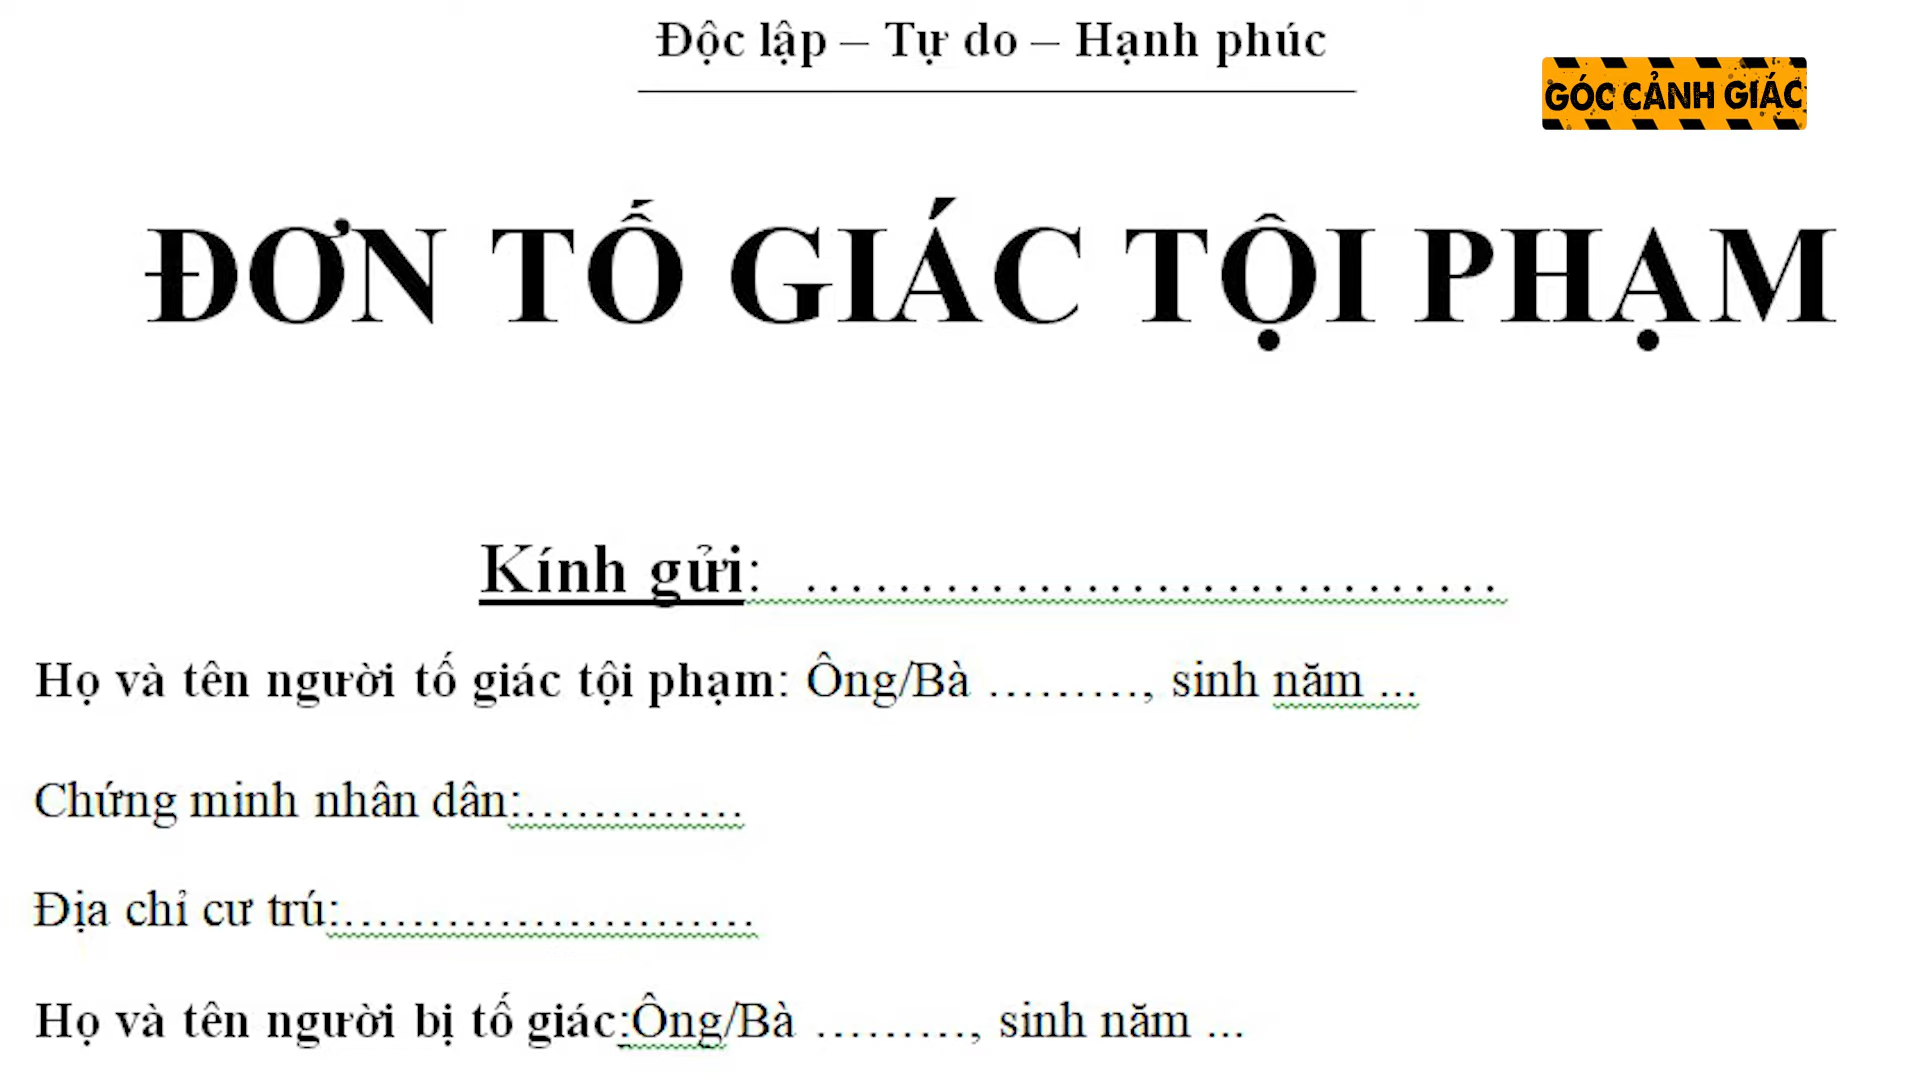 Độc lập – Tự do – Hạnh phúc
GÓC CẢNH GIÁC
ĐƠN TỐ GIÁC TỘI PHẠM
Kính gửi: ..............................
Họ và tên người tố giác tội phạm: Ông/Bà ………, sinh năm ...
Chứng minh nhân dân:.............
Địa chỉ cư trú:........................
Họ và tên người bị tố giác:Ông/Bà ………, sinh năm ...